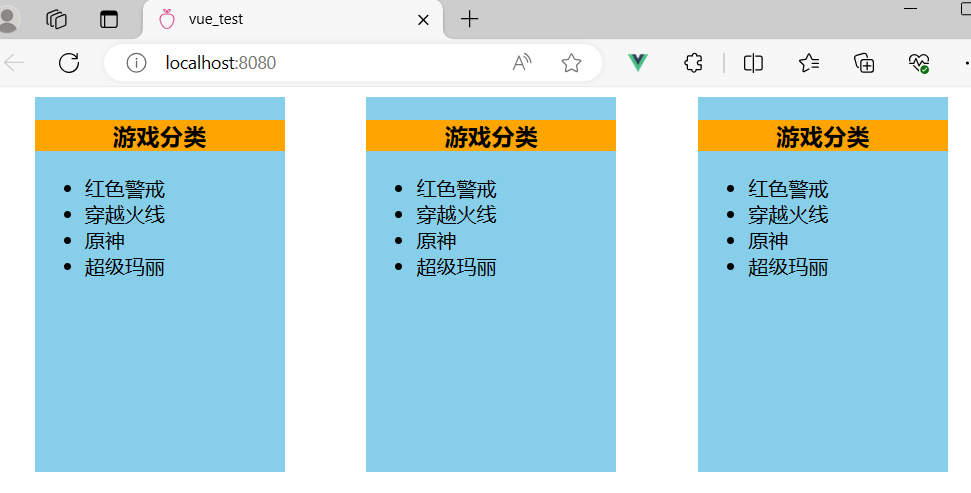 vue_test
localhost:8080
游戏分类
红色警戒
穿越火线
原神
超级玛丽
游戏分类
红色警戒
穿越火线
原神
超级玛丽
游戏分类
红色警戒
穿越火线
原神
超级玛丽